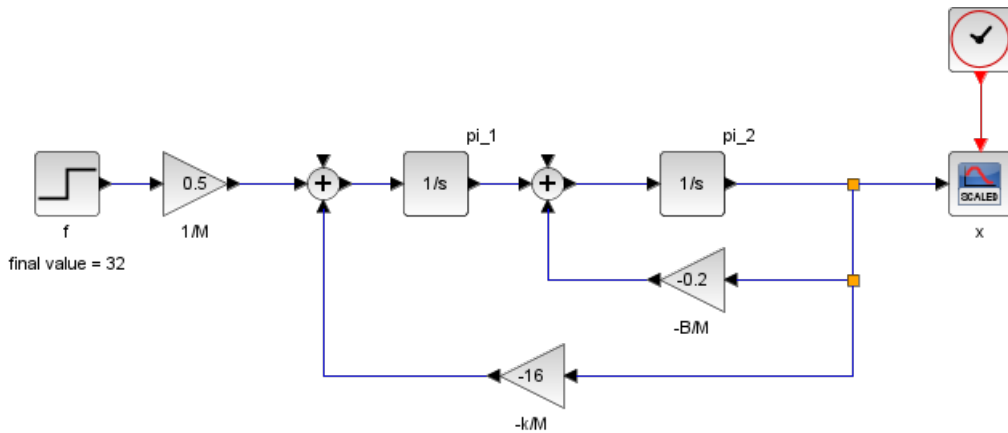 pi_1
pi_2
0.5
+
1/s
+
1/s
SCALED
f
1/M
x
final value = 32
-0.2
-B/M
-16
-k/M